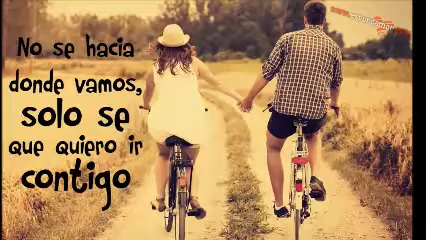 No se hacia
donde vamos,
solo se
que quiero ir
contigo